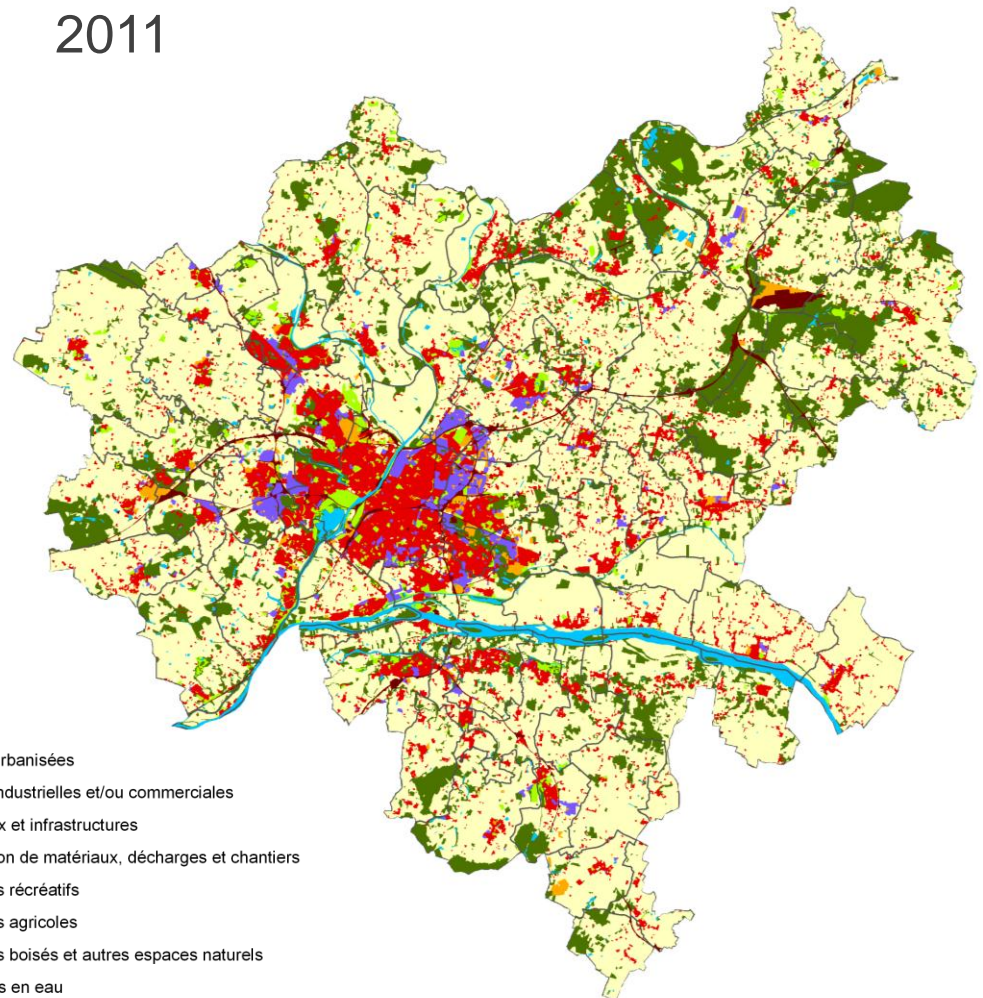 2011
rbanisées
ndustrielles et/ou commerciales
x et infrastructures
on de matériaux, décharges et chantiers
s récréatifs
s agricoles
s boisés et autres espaces naturels
s en eau